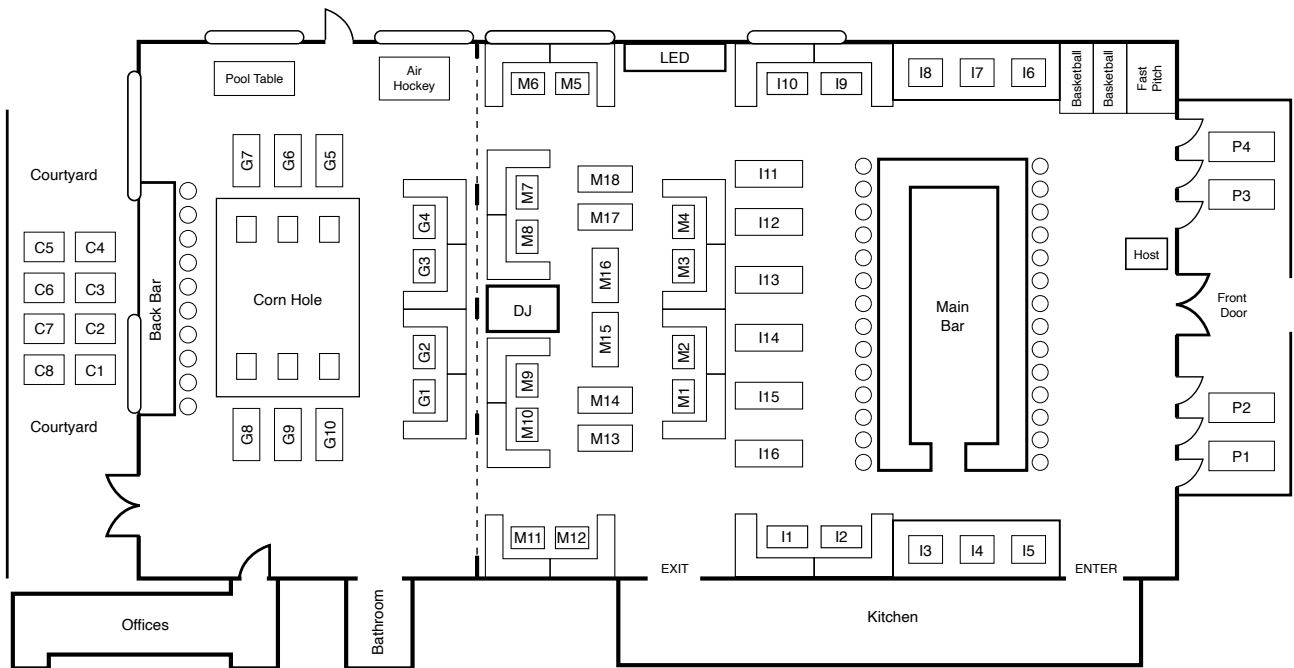 LED
Pool Table
Air
Hockey
M6
M5
I10
I9
I8
I7
I6
Basketball
Basketball
Fast
Pitch
G7
G6
G5
P4
Courtyard
M18
I11
M7
P3
G4
M17
M4
I12
M8
C5
C4
G3
M3
Host
M16
I13
C6
C3
Back Bar
Corn Hole
DJ
Main
Bar
Front
Door
C7
C2
M15
I14
G2
M2
C8
C1
M9
G1
M14
M1
I15
P2
Courtyard
M10
G8
G9
G10
M13
I16
P1
M11
M12
I1
I2
I3
I4
I5
EXIT
ENTER
Offices
Bathroom
Kitchen